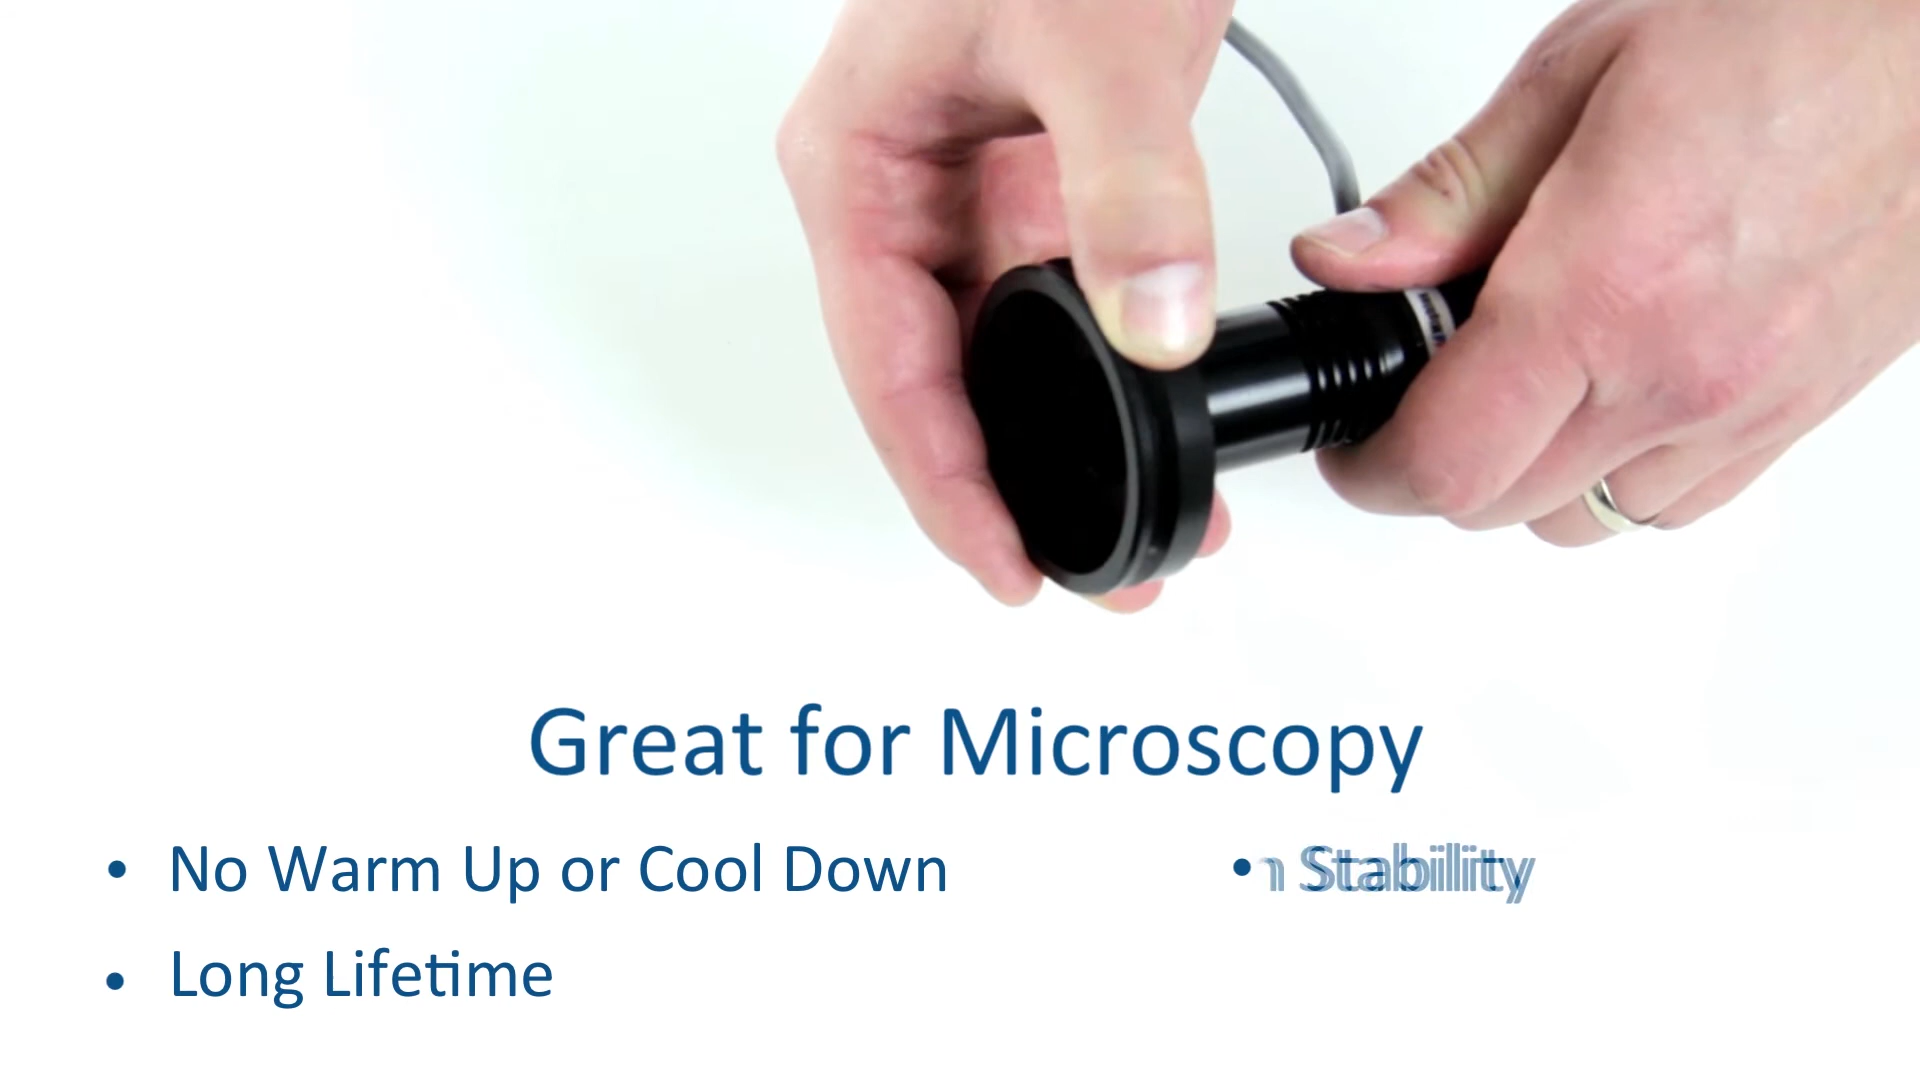 Great for Microscopy
• No Warm Up or Cool Down
• n Stability
• Long Lifetime